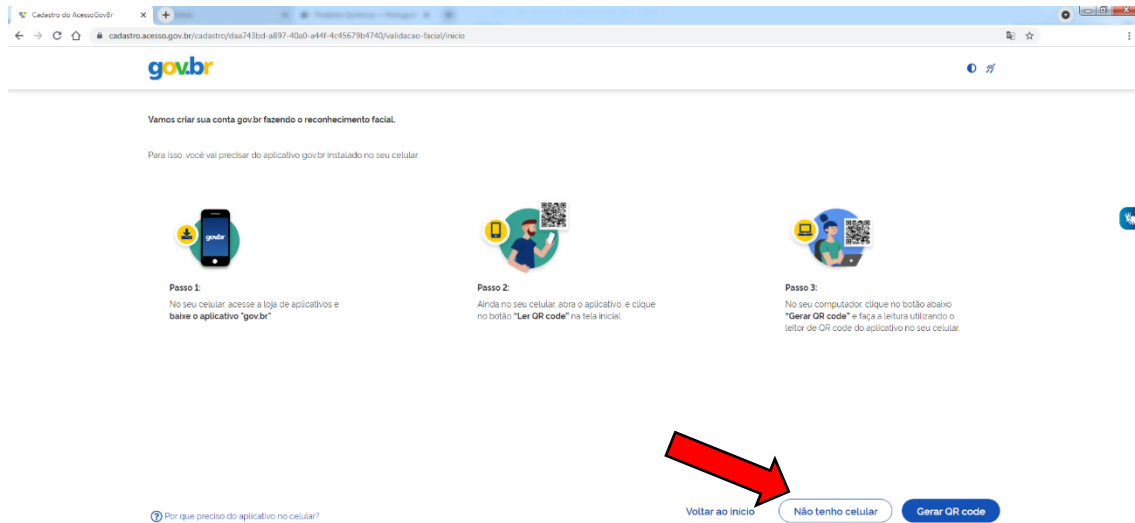 Cadastro do AcessoGovBr
cadastro.acesso.gov.br/cadastro/daa743bd-a897-40a0-a44f-4c45679b4740/validacao-facial/inicio
gov.br
Vamos criar sua conta gov.br fazendo o reconhecimento facial.
Para isso, você vai precisar do aplicativo gov.br instalado no seu celular.
gov.br
Passo 1:
No seu celular, acesse a loja de aplicativos e
baixe o aplicativo "gov.br"
Passo 2:
Ainda no seu celular, abra o aplicativo, e clique
no botão "Ler QR code" na tela inicial.
Passo 3:
No seu computador, clique no botão abaixo
"Gerar QR code" e faça a leitura utilizando o
leitor de QR code do aplicativo no seu celular.
Por que preciso do aplicativo no celular?
Voltar ao início
Não tenho celular
Gerar QR code